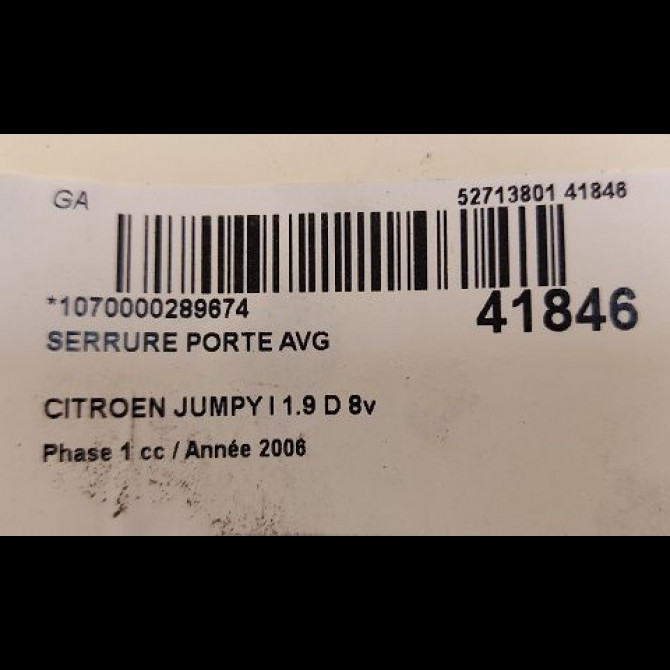 GA
52713801 41846
*1070000289674
41846
SERRURE PORTE AVG
CITROEN JUMPY I 1.9 D 8v
Phase 1 cc / Année 2006